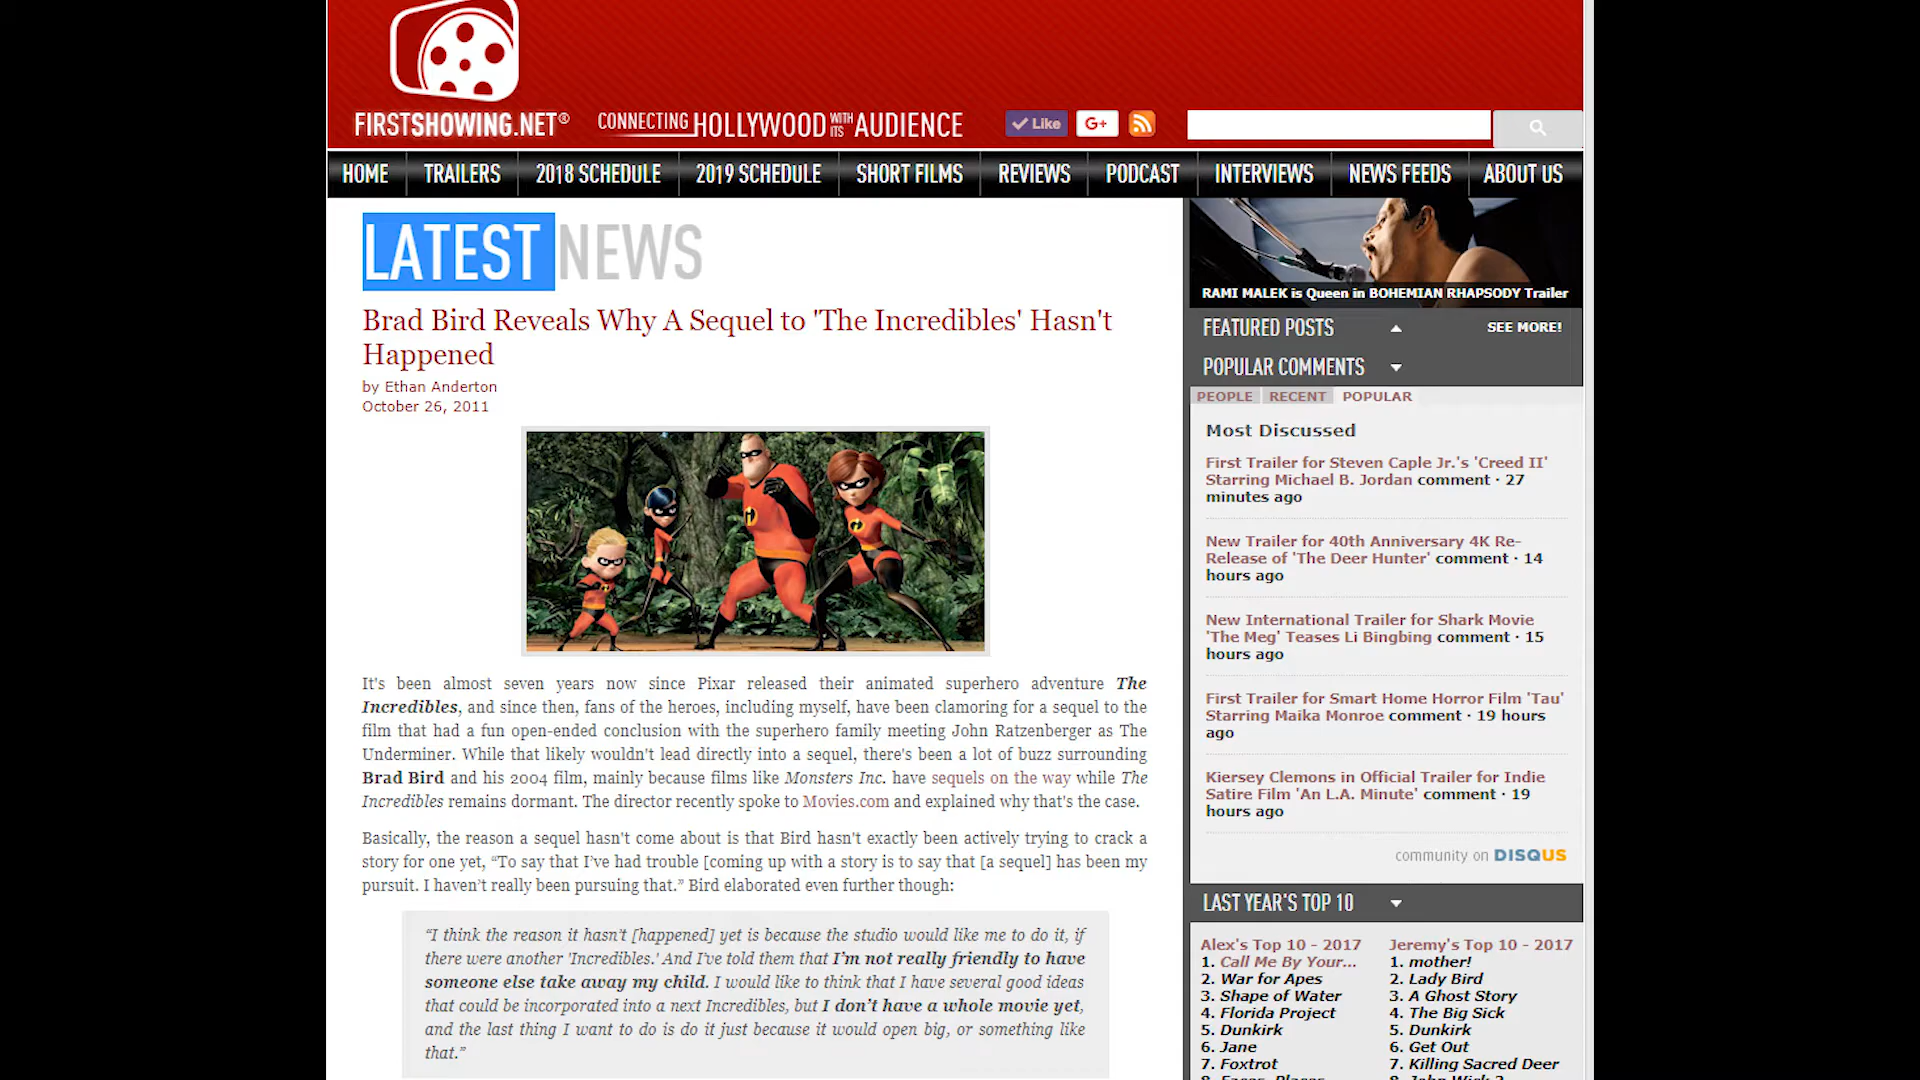 FIRSTSHOWING.NET®
CONNECTING HOLLYWOOD WITH ITS AUDIENCE
Like
G+
HOME
TRAILERS
2018 SCHEDULE
2019 SCHEDULE
SHORT FILMS
REVIEWS
PODCAST
INTERVIEWS
NEWS FEEDS
ABOUT US
LATEST NEWS
Brad Bird Reveals Why A Sequel to 'The Incredibles' Hasn't
Happened
by Ethan Anderton
October 26, 2011
It's been almost seven years now since Pixar released their animated superhero adventure The
Incredibles, and since then, fans of the heroes, including myself, have been clamoring for a sequel to the
film that had a fun open-ended conclusion with the superhero family meeting John Ratzenberger as The
Underminer. While that likely wouldn't lead directly into a sequel, there's been a lot of buzz surrounding
Brad Bird and his 2004 film, mainly because films like Monsters Inc. have sequels on the way while The
Incredibles remains dormant. The director recently spoke to Movies.com and explained why that's the case.
Basically, the reason a sequel hasn't come about is that Bird hasn't exactly been actively trying to crack a
story for one yet, “To say that I’ve had trouble [coming up with a story is to say that [a sequel] has been my
pursuit. I haven’t really been pursuing that.” Bird elaborated even further though:
“I think the reason it hasn’t [happened] yet is because the studio would like me to do it, if
there were another 'Incredibles.' And I’ve told them that I’m not really friendly to have
someone else take away my child. I would like to think that I have several good ideas
that could be incorporated into a next Incredibles, but I don’t have a whole movie yet,
and the last thing I want to do is do it just because it would open big, or something like
that.”
RAMI MALEK is Queen in BOHEMIAN RHAPSODY Trailer
FEATURED POSTS
SEE MORE!
POPULAR COMMENTS
PEOPLE
RECENT
POPULAR
Most Discussed
First Trailer for Steven Caple Jr.'s 'Creed II'
Starring Michael B. Jordan comment · 27
minutes ago
New Trailer for 40th Anniversary 4K Re-
Release of 'The Deer Hunter' comment · 14
hours ago
New International Trailer for Shark Movie
'The Meg' Teases Li Bingbing comment · 15
hours ago
First Trailer for Smart Home Horror Film 'Tau'
Starring Maika Monroe comment · 19 hours
ago
Kiersey Clemons in Official Trailer for Indie
Satire Film 'An L.A. Minute' comment · 19
hours ago
community on DISQUS
LAST YEAR'S TOP 10
Alex's Top 10 - 2017
1. Call Me By Your...
2. War for Apes
3. Shape of Water
4. Florida Project
5. Dunkirk
6. Jane
7. Foxtrot
8. Faces, Places
Jeremy's Top 10 - 2017
1. mother!
2. Lady Bird
3. A Ghost Story
4. The Big Sick
5. Dunkirk
6. Get Out
7. Killing Sacred Deer
8. John Wick 2